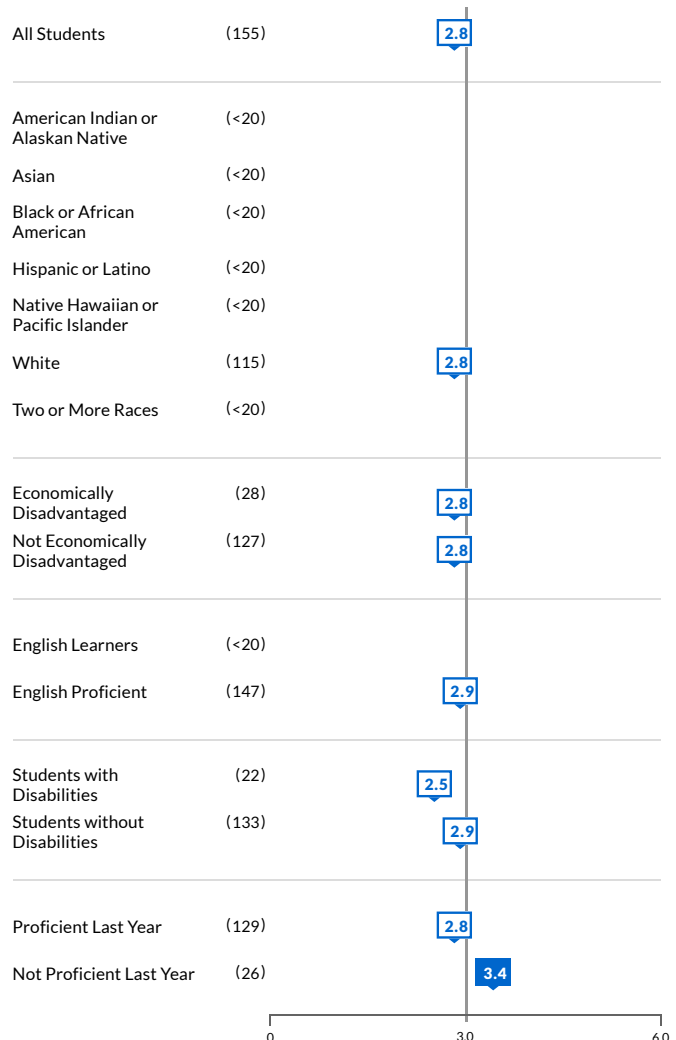 All Students (155) 2.8
American Indian or (<20)
Alaskan Native
Asian (<20)
Black or African (<20)
American
Hispanic or Latino (<20)
Native Hawaiian or (<20)
Pacific Islander
White (115) 2.8
Two or More Races (<20)
Economically (28) 2.8
Disadvantaged
Not Economically (127) 2.8
Disadvantaged
English Learners (<20)
English Proficient (147) 2.9
Students with (22) 2.5
Disabilities
Students without (133) 2.9
Disabilities
Proficient Last Year (129) 2.8
Not Proficient Last Year (26) 3.4
0 3.0 6.0